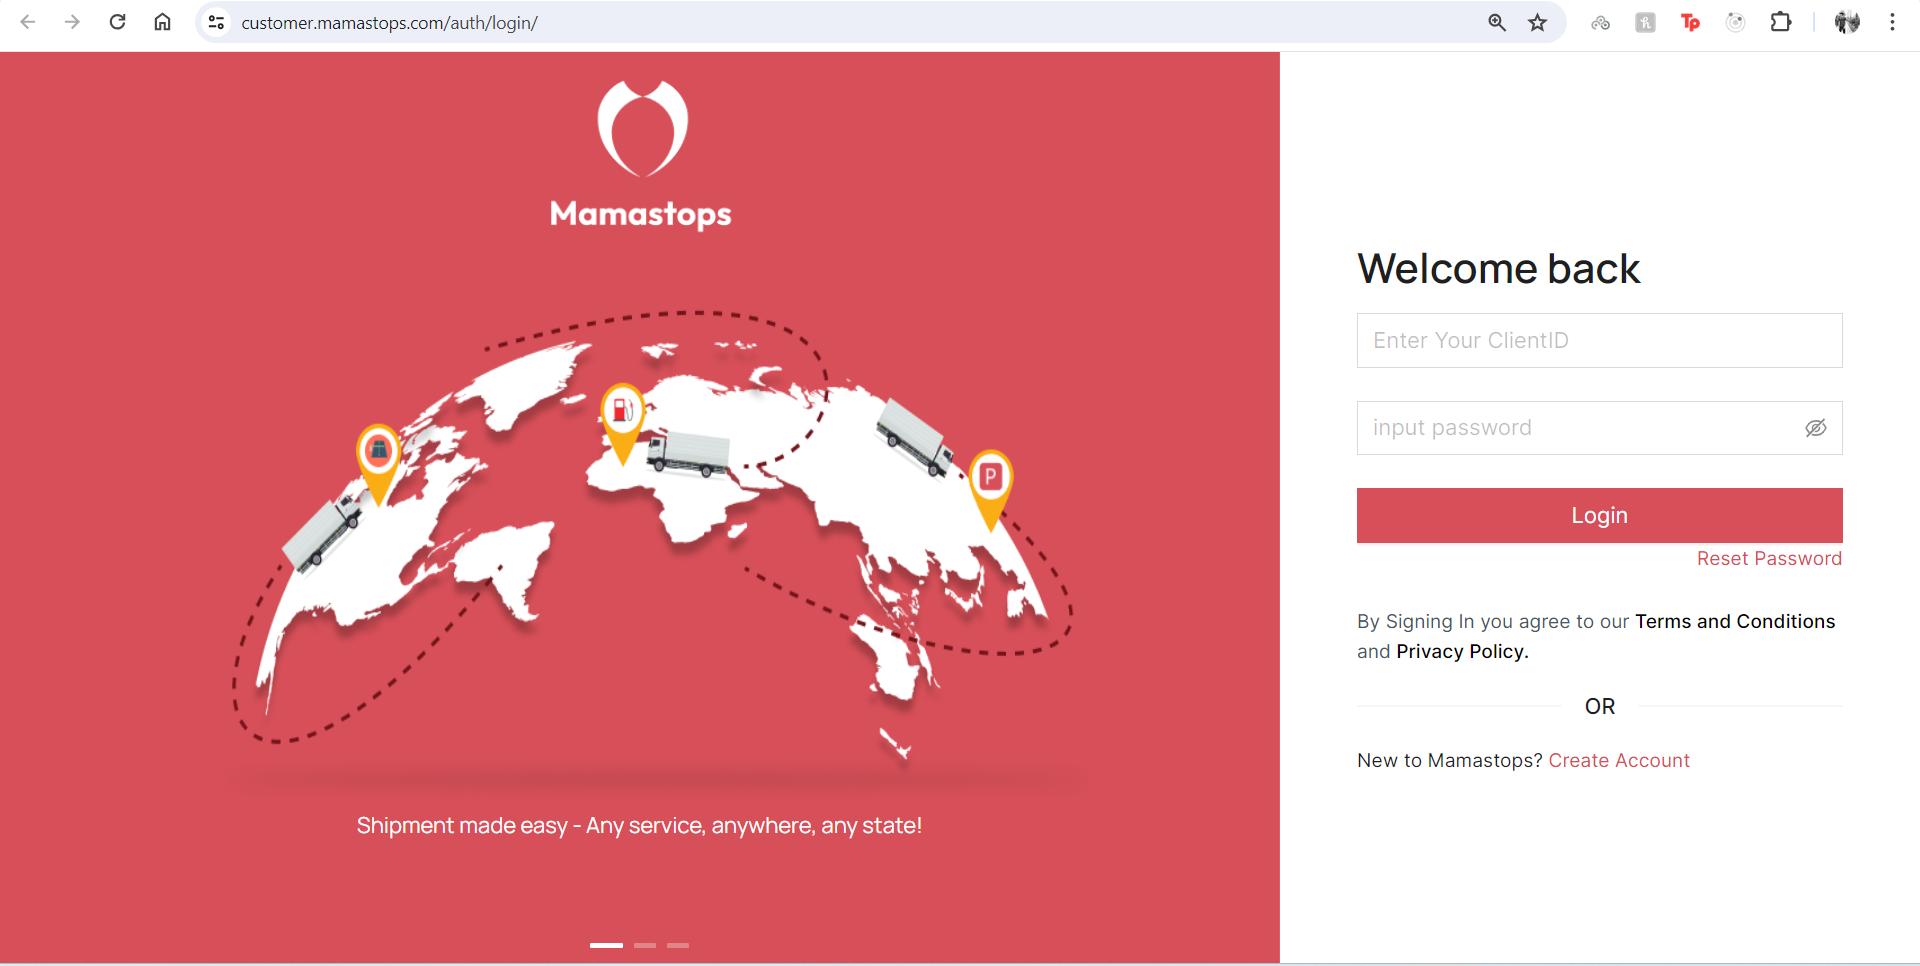 customer.mamastops.com/auth/login/
Tp
Mamastops
P
Shipment made easy - Any service, anywhere, any state!
Welcome back
Enter Your ClientID
input password
Login
Reset Password
By Signing In you agree to our Terms and Conditions
and Privacy Policy.
OR
New to Mamastops? Create Account